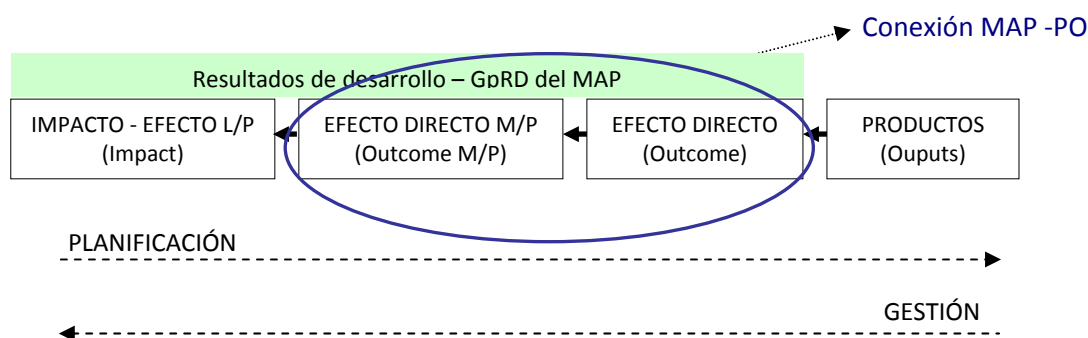 Conexión MAP -PO
Resultados de desarrollo – GpRD del MAP
IMPACTO - EFECTO L/P
(Impact)
EFECTO DIRECTO M/P
(Outcome M/P)
EFECTO DIRECTO
(Outcome)
PRODUCTOS
(Ouputs)
PLANIFICACIÓN
GESTIÓN